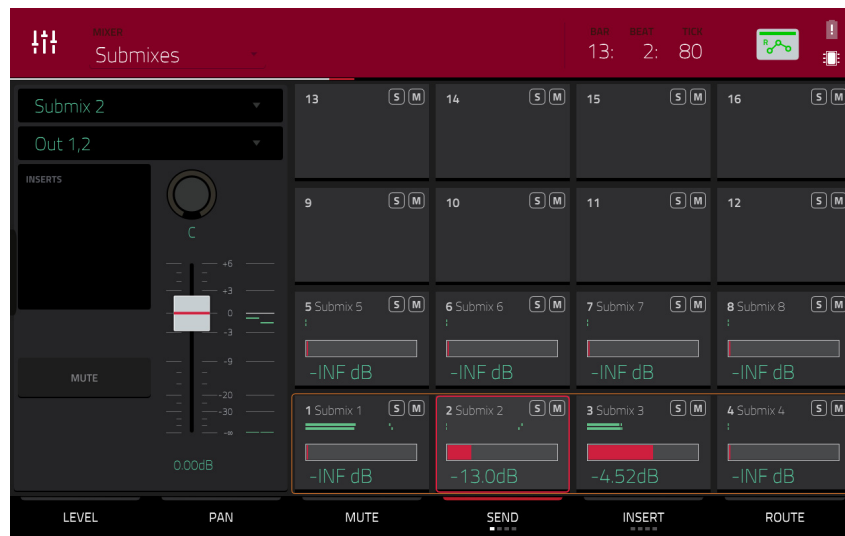 MIXER
Submixes
BAR BEAT TICK
13: 2: 80
R
!
Submix 2
Out 1,2
INSERTS
C
+6
+3
0
-3
-9
-20
-30
-∞
0.00dB
MUTE
13 S M
14 S M
15 S M
16 S M
9 S M
10 S M
11 S M
12 S M
5 Submix 5 S M
-INF dB
6 Submix 6 S M
-INF dB
7 Submix 7 S M
-INF dB
8 Submix 8 S M
-INF dB
1 Submix 1 S M
-INF dB
2 Submix 2 S M
-13.0dB
3 Submix 3 S M
-4.52dB
4 Submix 4 S M
-INF dB
LEVEL PAN MUTE SEND INSERT ROUTE